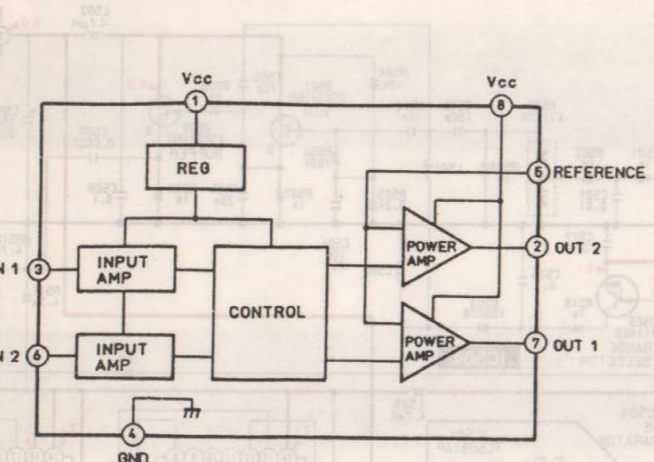 Vcc
1
Vcc
8
REG
5 REFERENCE
POWER
AMP
2 OUT 2
N 1 3
INPUT
AMP
CONTROL
POWER
AMP
7 OUT 1
N 2 6
INPUT
AMP
4
GND